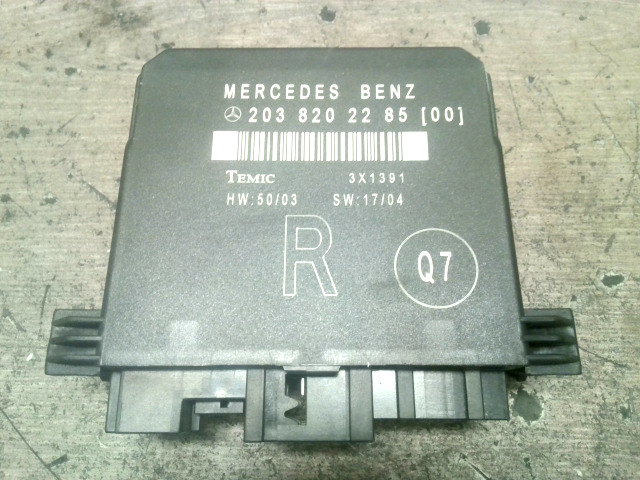 MERCEDES BENZ
203 820 22 85 [00]
TEMIC 3X1391
HW:50/03 SW:17/04
R
Q7